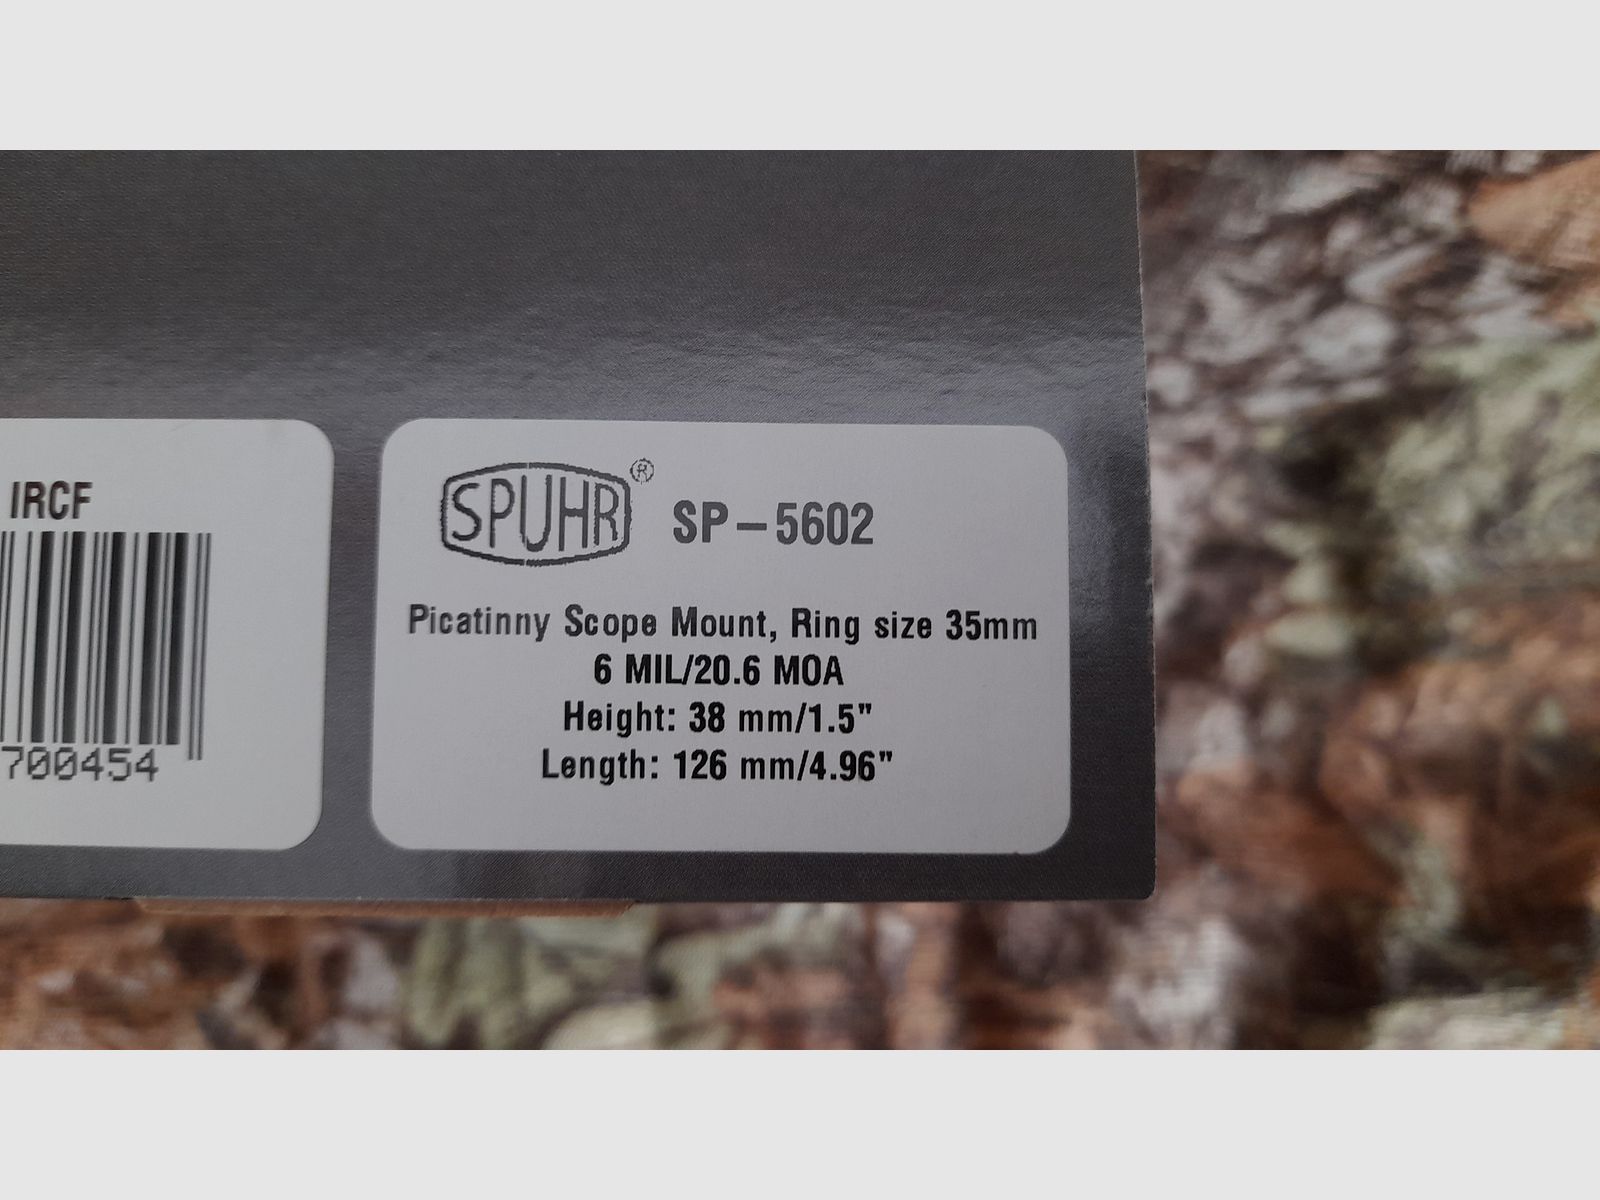 IRCF
700454
SPUHR® SP-5602
Picatinny Scope Mount, Ring size 35mm
6 MIL/20.6 MOA
Height: 38 mm/1.5"
Length: 126 mm/4.96"